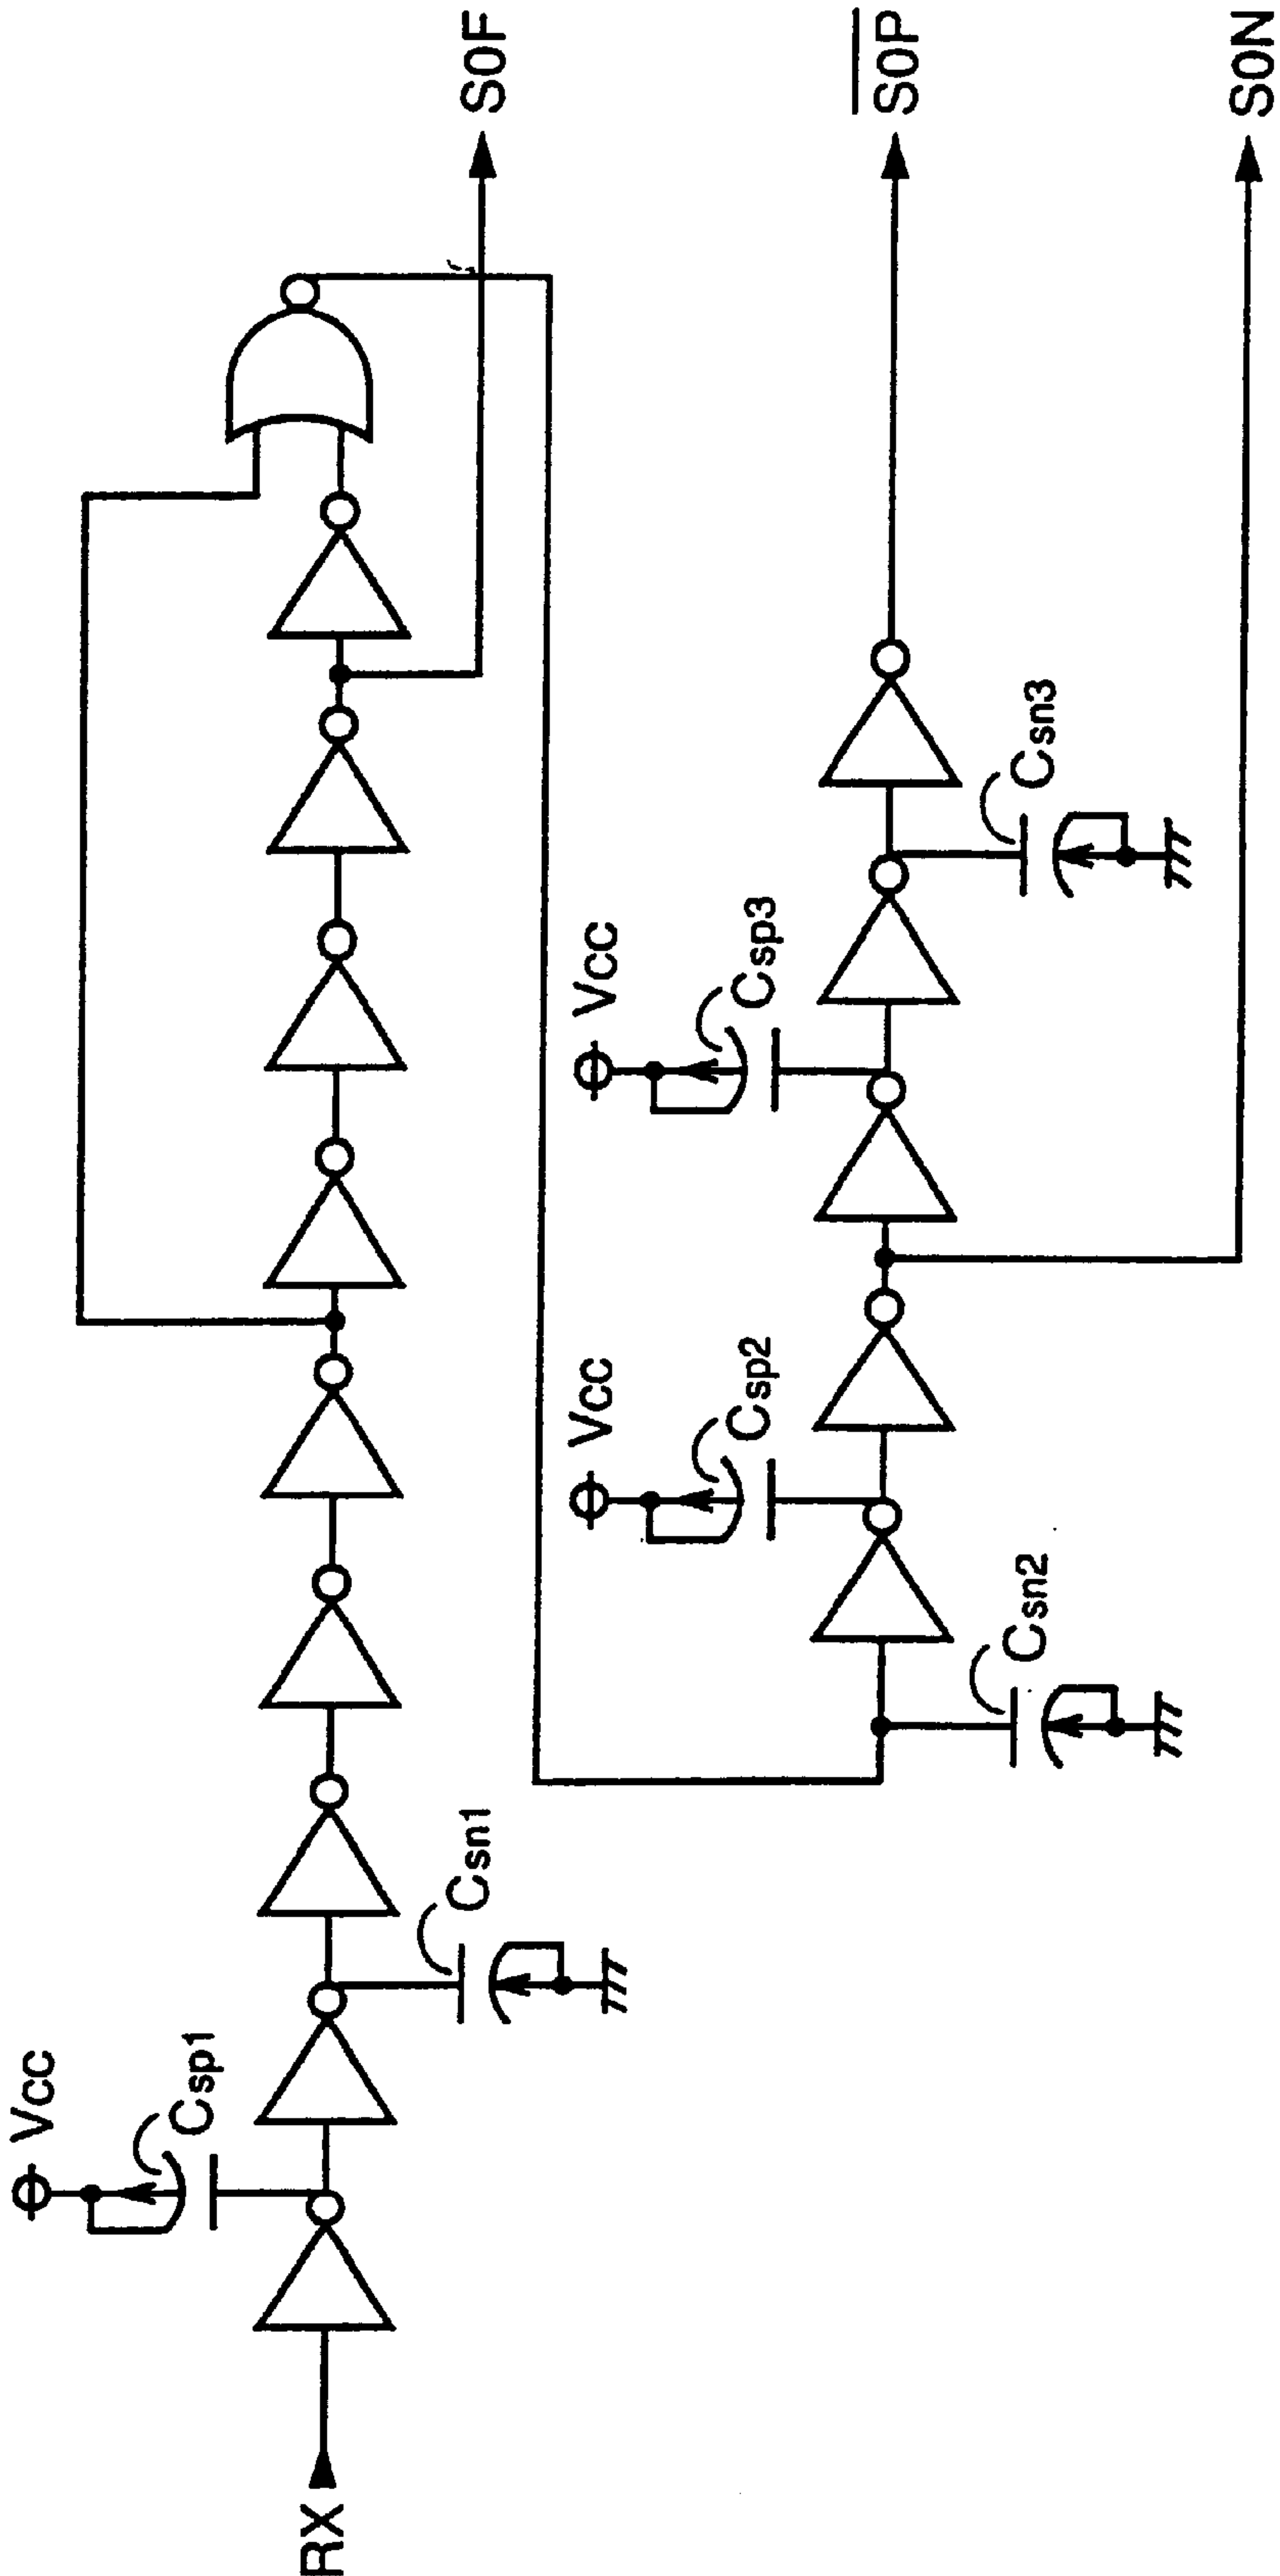 Vcc
Csp1
RX
Csn1
S0F
Vcc
Csp2
Vcc
Csp3
S0P
Csn2
Csn3
S0N